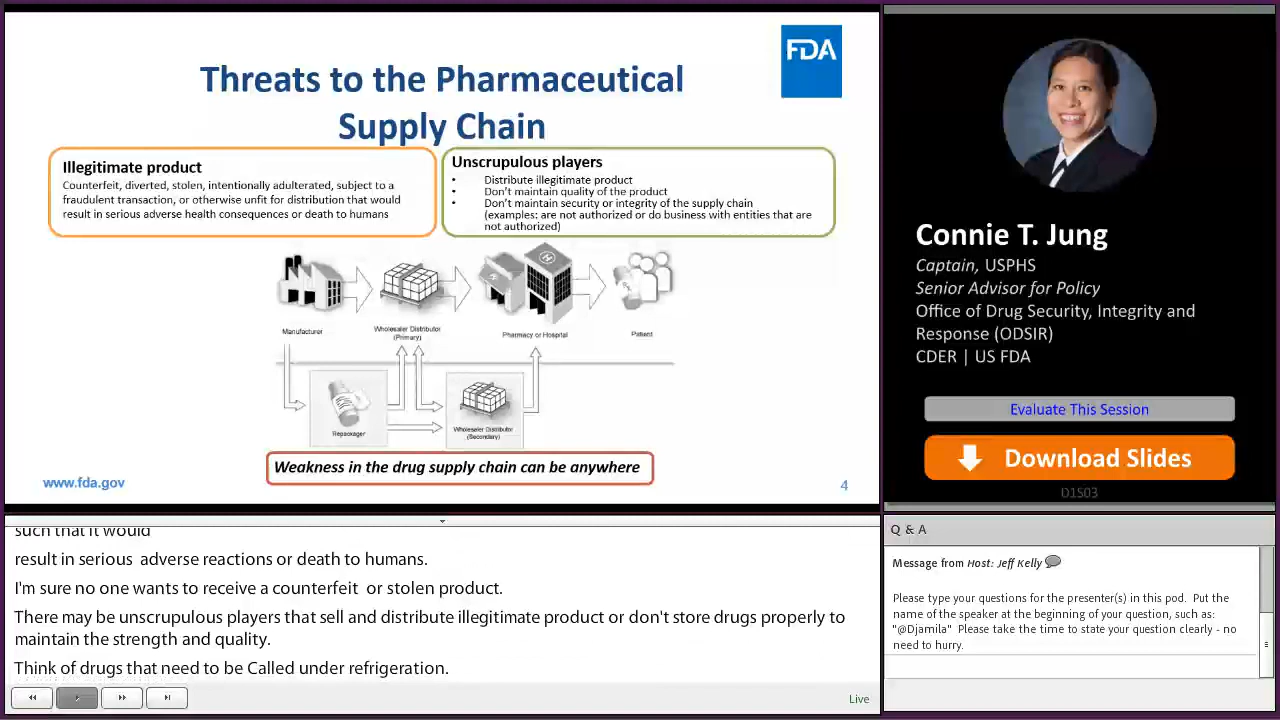 FDA
Threats to the Pharmaceutical
Supply Chain
Illegitimate product
Counterfeit, diverted, stolen, intentionally adulterated, subject to a
fraudulent transaction, or otherwise unfit for distribution that would
result in serious adverse health consequences or death to humans
Unscrupulous players
• Distribute illegitimate product
• Don't maintain quality of the product
• Don't maintain security or integrity of the supply chain
(examples: are not authorized or do business with entities that are
not authorized)
Manufacturer
Wholesaler Distributor
(Primary)
Pharmacy or Hospital
Patient
Repackager
Wholesaler Distributor
(Secondary)
Weakness in the drug supply chain can be anywhere
www.fda.gov
4
Connie T. Jung
Captain, USPHS
Senior Advisor for Policy
Office of Drug Security, Integrity and
Response (ODSIR)
CDER | US FDA
Evaluate This Session
Download Slides
D1S03
such that it would
result in serious  adverse reactions or death to humans.
I'm sure no one wants to receive a counterfeit  or stolen product.
There may be unscrupulous players that sell and distribute illegitimate product or don't store drugs properly to
maintain the strength and quality.
Think of drugs that need to be Called under refrigeration.
Live
Q & A
Message from Host: Jeff Kelly
Please type your questions for the presenter(s) in this pod.  Put the
name of the speaker at the beginning of your question, such as:
"@Djamila"  Please take the time to state your question clearly - no
need to hurry.